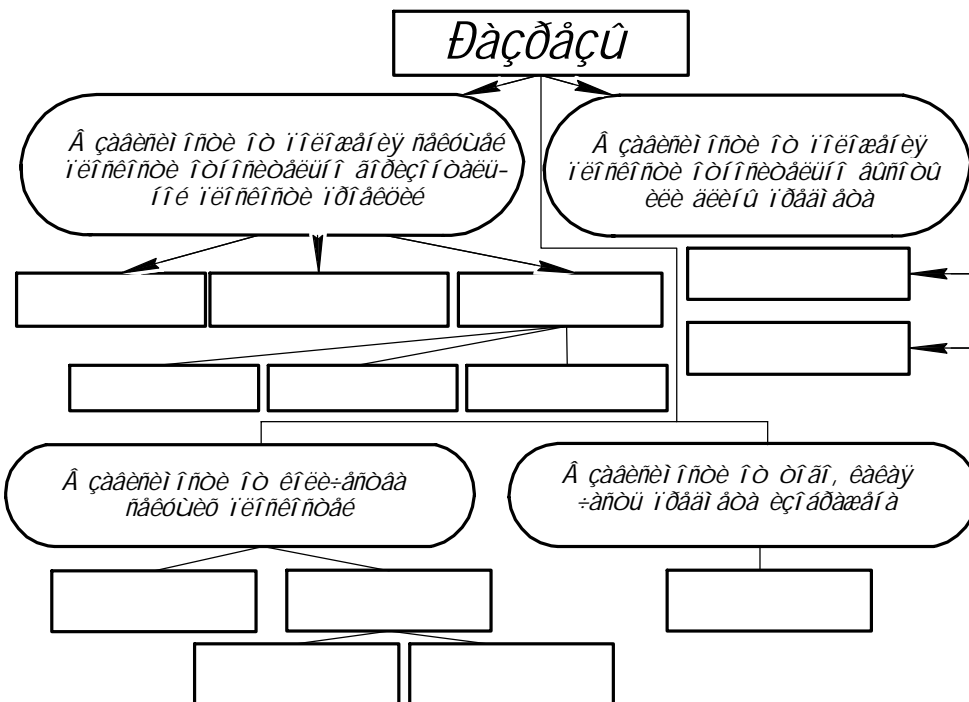 Ðàçðåçû
Â çàâèñèìîñòè îò ïîëîæåíèÿ ñåêóùåé
ïëîñêîñòè îòíîñèòåëüíî ãîðèçîíòàëü-
íîé ïëîñêîñòè ïðîåêöèé
Â çàâèñèìîñòè îò ïîëîæåíèÿ
ïëîñêîñòè îòíîñèòåëüíî âûñîòû
èëè äëèíû ïðåäìåòà
Â çàâèñèìîñòè îò êîëè÷åñòâà
ñåêóùèõ ïëîñêîñòåé
Â çàâèñèìîñòè îò òîãî, êàêàÿ
÷àñòü ïðåäìåòà èçîáðàæåíà